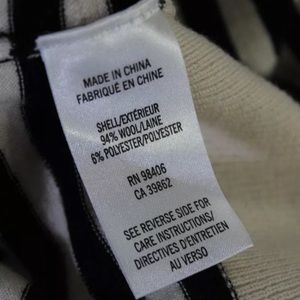 MADE IN CHINA
FABRIQUÉ EN CHINE
SHELL/EXTÉRIEUR
94% WOOL/LAINE
6% POLYESTER/POLYESTER
RN 98406
CA 39862
SEE REVERSE SIDE FOR
CARE INSTRUCTIONS/
DIRECTIVES D'ENTRETIEN
AU VERSO